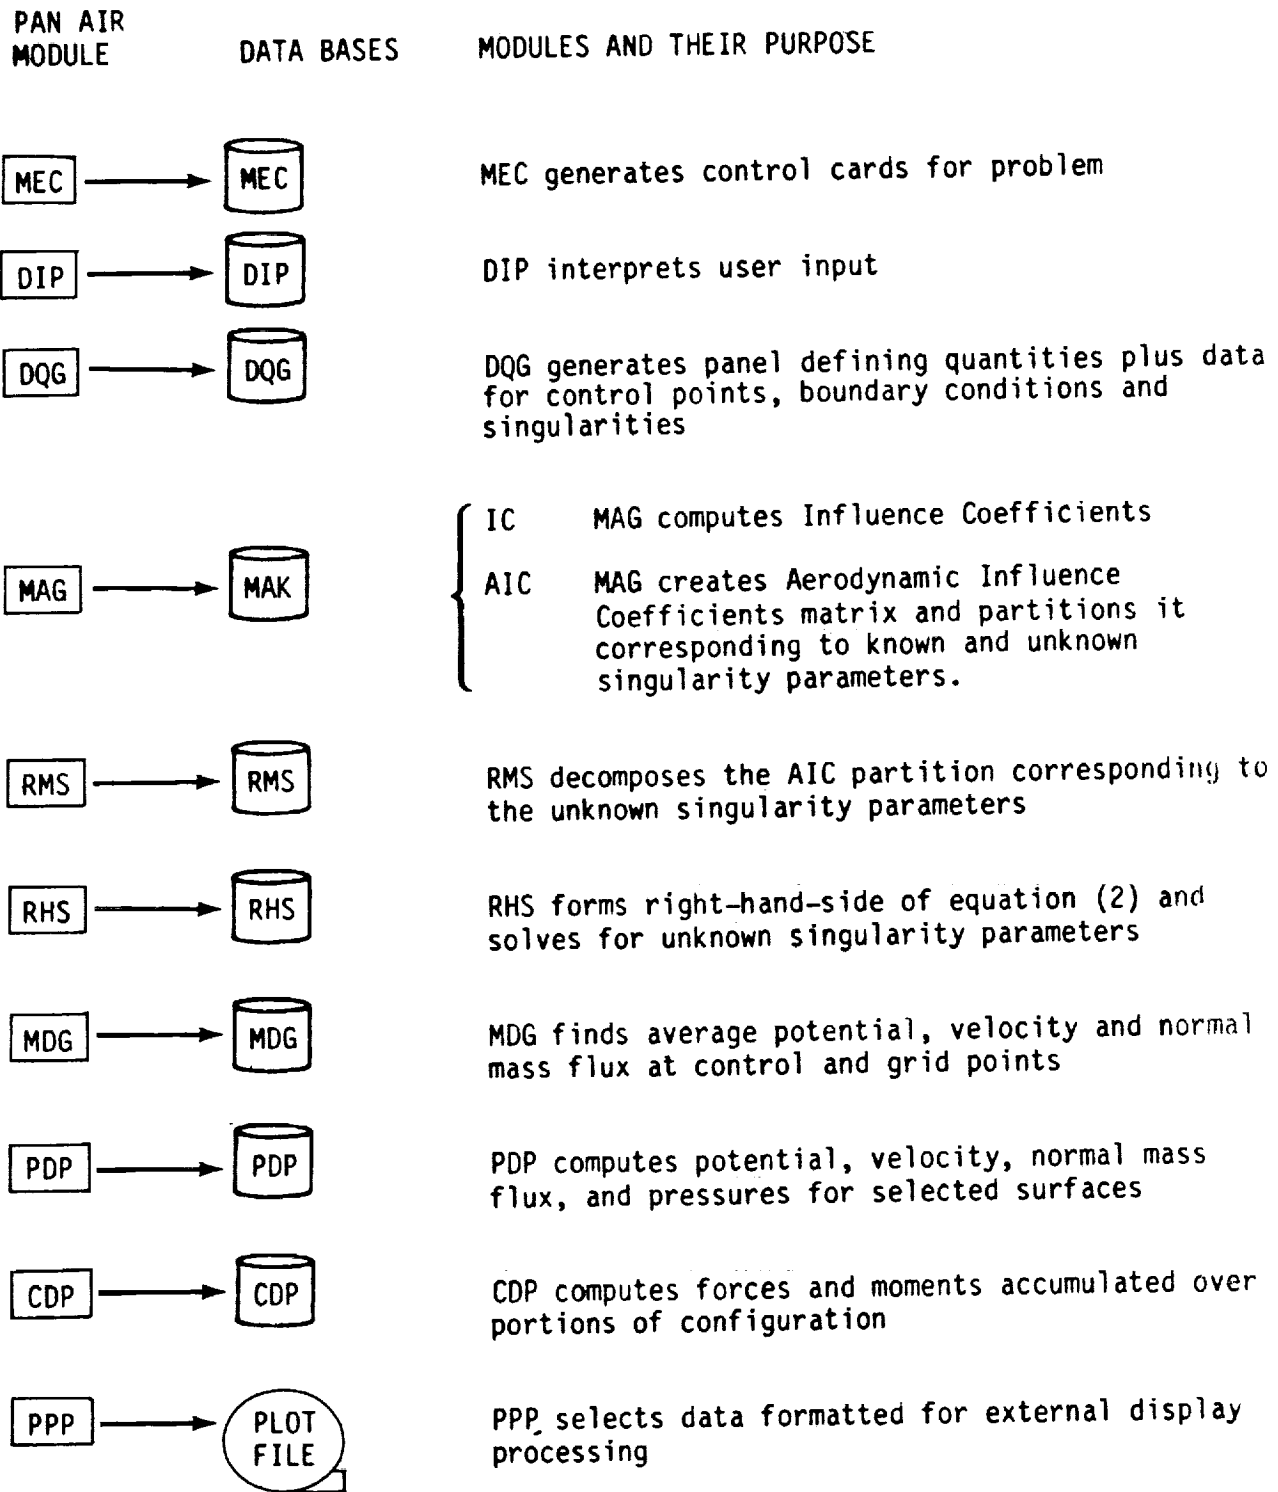 PAN AIR
MODULE
DATA BASES
MODULES AND THEIR PURPOSE
MEC
MEC
MEC generates control cards for problem
DIP
DIP
DIP interprets user input
DQG
DQG
DQG generates panel defining quantities plus data
for control points, boundary conditions and
singularities
MAG
MAK
IC MAG computes Influence Coefficients
AIC MAG creates Aerodynamic Influence
Coefficients matrix and partitions it
corresponding to known and unknown
singularity parameters.
RMS
RMS
RMS decomposes the AIC partition corresponding to
the unknown singularity parameters
RHS
RHS
RHS forms right-hand-side of equation (2) and
solves for unknown singularity parameters
MDG
MDG
MDG finds average potential, velocity and normal
mass flux at control and grid points
PDP
PDP
PDP computes potential, velocity, normal mass
flux, and pressures for selected surfaces
CDP
CDP
CDP computes forces and moments accumulated over
portions of configuration
PPP
PLOT
FILE
PPP selects data formatted for external display
processing